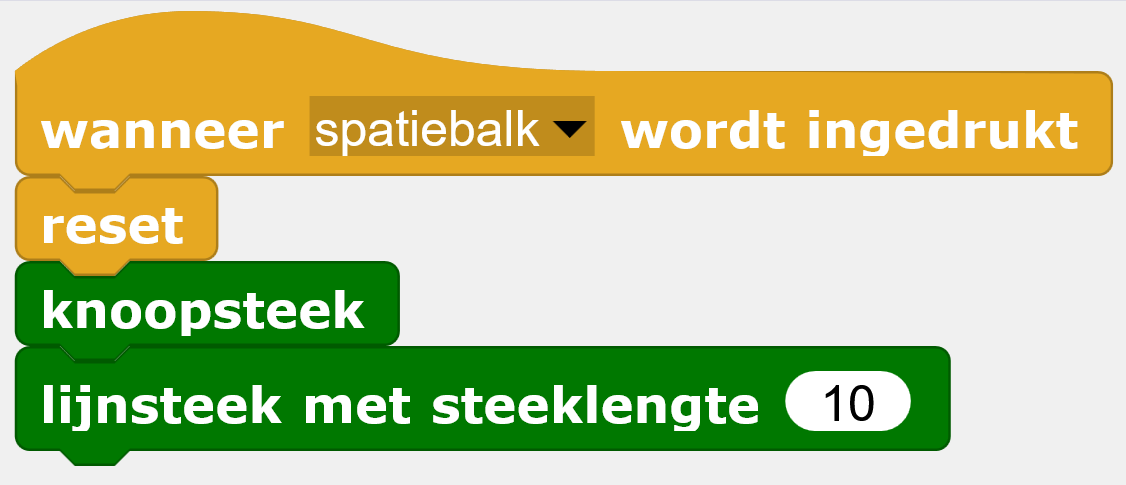 wanneer spatiebalk wordt ingedrukt
reset
knoopsteek
lijnsteek met steeklengte 10